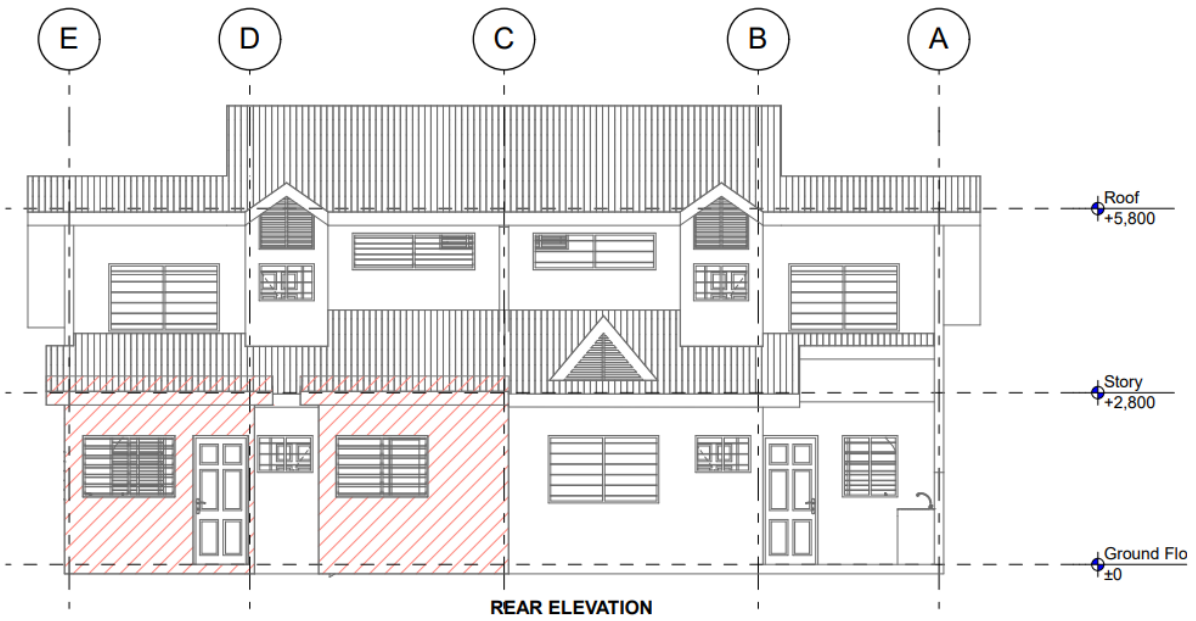 E D C B A
Roof
+5,800
Story
+2,800
Ground Flo
±0
REAR ELEVATION